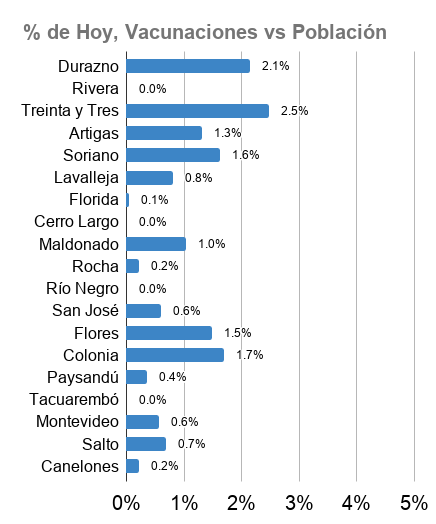 % de Hoy, Vacunaciones vs Población
Durazno 2.1%
Rivera 0.0%
Treinta y Tres 2.5%
Artigas 1.3%
Soriano 1.6%
Lavalleja 0.8%
Florida 0.1%
Cerro Largo 0.0%
Maldonado 1.0%
Rocha 0.2%
Río Negro 0.0%
San José 0.6%
Flores 1.5%
Colonia 1.7%
Paysandú 0.4%
Tacuarembó 0.0%
Montevideo 0.6%
Salto 0.7%
Canelones 0.2%
0% 1% 2% 3% 4% 5%